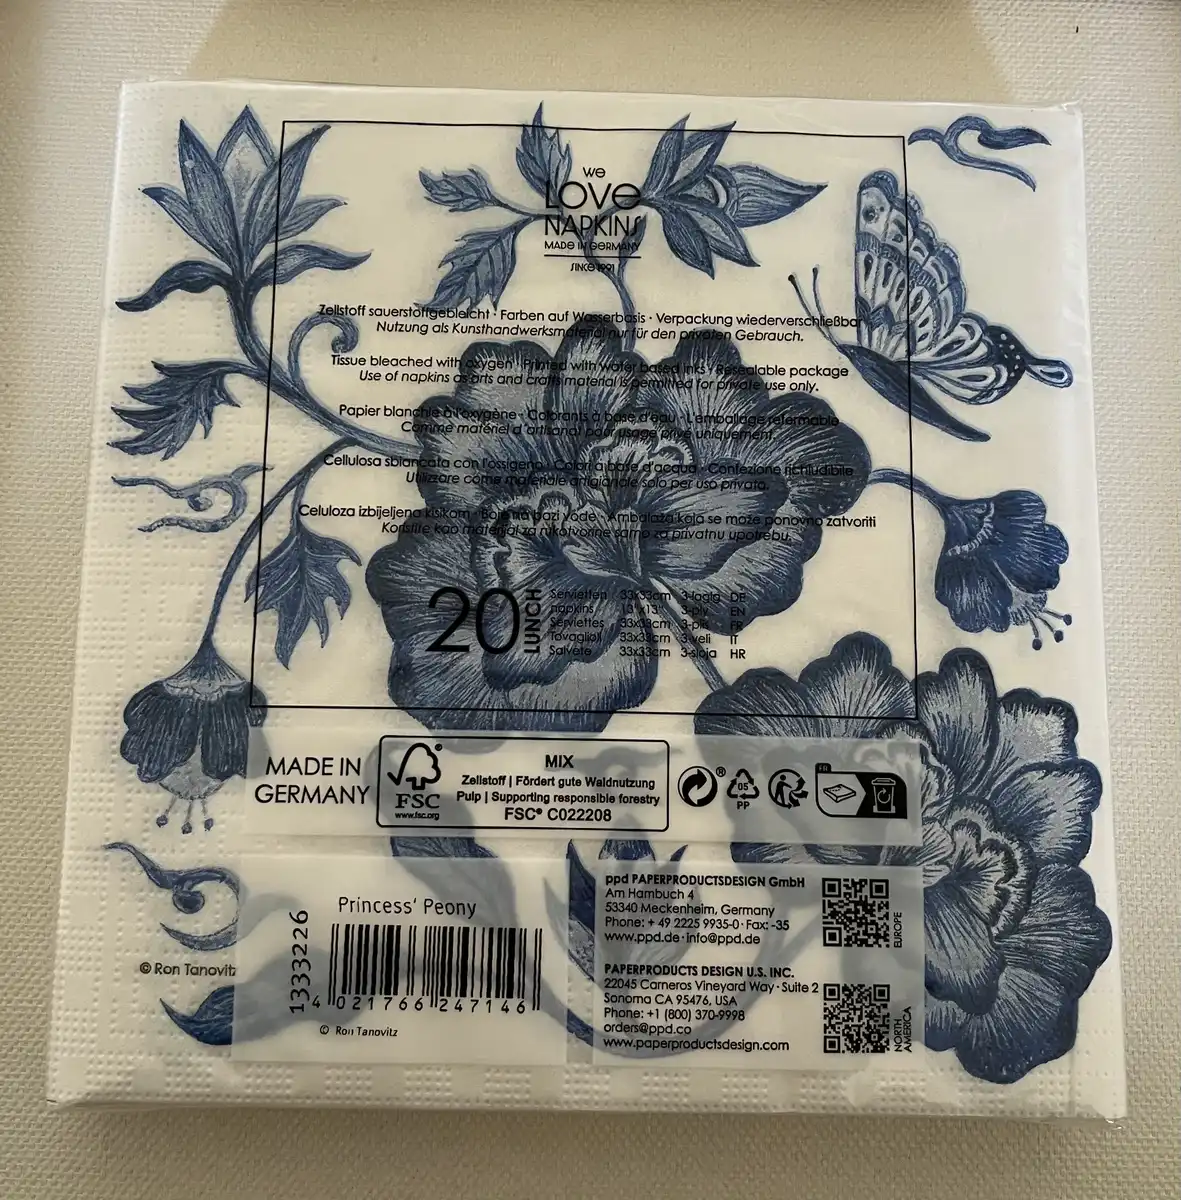 WE
LOVE
NAPKINS
MADE IN GERMANY
SINCE 1991
Zellstoff sauerstoffgebleicht · Farben auf Wasserbasis · Verpackung wiederverschließbar
Nutzung als Kunsthandwerksmaterial nur für den privaten Gebrauch.
Tissue bleached with oxygen · Printed with water based inks · Resealable package
Use of napkins as arts and crafts material is permitted for private use only.
Papier blanchie à l'oxygène · Colorants à base d'eau · L'emballage refermable
Comme matériel d'artisanat pour usage privé uniquement.
Cellulosa sbiancata con l'ossigeno · Colori a base d'acqua · Confezione richiudibile
Utilizzare come materiale artigianale solo per uso privato.
Celuloza izbijeljena kisikom · Boje na bazi vode · Ambalaža koja se može ponovno zatvoriti
Koristite kao materijal za rukotvorine samo za privatnu upotrebu.
20 LUNCH
Servietten 33x33cm 3-lagig DE
napkins 13"x13" 3-ply EN
Serviettes 33x33cm 3-plis FR
Tovaglioli 33x33cm 3-veli IT
Salvete 33x33cm 3-sloja HR
MADE IN
GERMANY
FSC®
www.fsc.org
MIX
Zellstoff | Fördert gute Waldnutzung
Pulp | Supporting responsible forestry
FSC® C022208
®
05
PP
FR
Princess' Peony
1333226
4 021766 247146
© Ron Tanovitz
© Ron Tanovitz
ppd PAPERPRODUCTSDESIGN GmbH
Am Hambuch 4
53340 Meckenheim, Germany
Phone: + 49 2225 9935-0 · Fax: -35
www.ppd.de · info@ppd.de
EUROPE
PAPERPRODUCTS DESIGN U.S. INC.
22045 Carneros Vineyard Way · Suite 2
Sonoma CA 95476, USA
Phone: +1 (800) 370-9998
orders@ppd.co
www.paperproductsdesign.com
NORTH
AMERICA